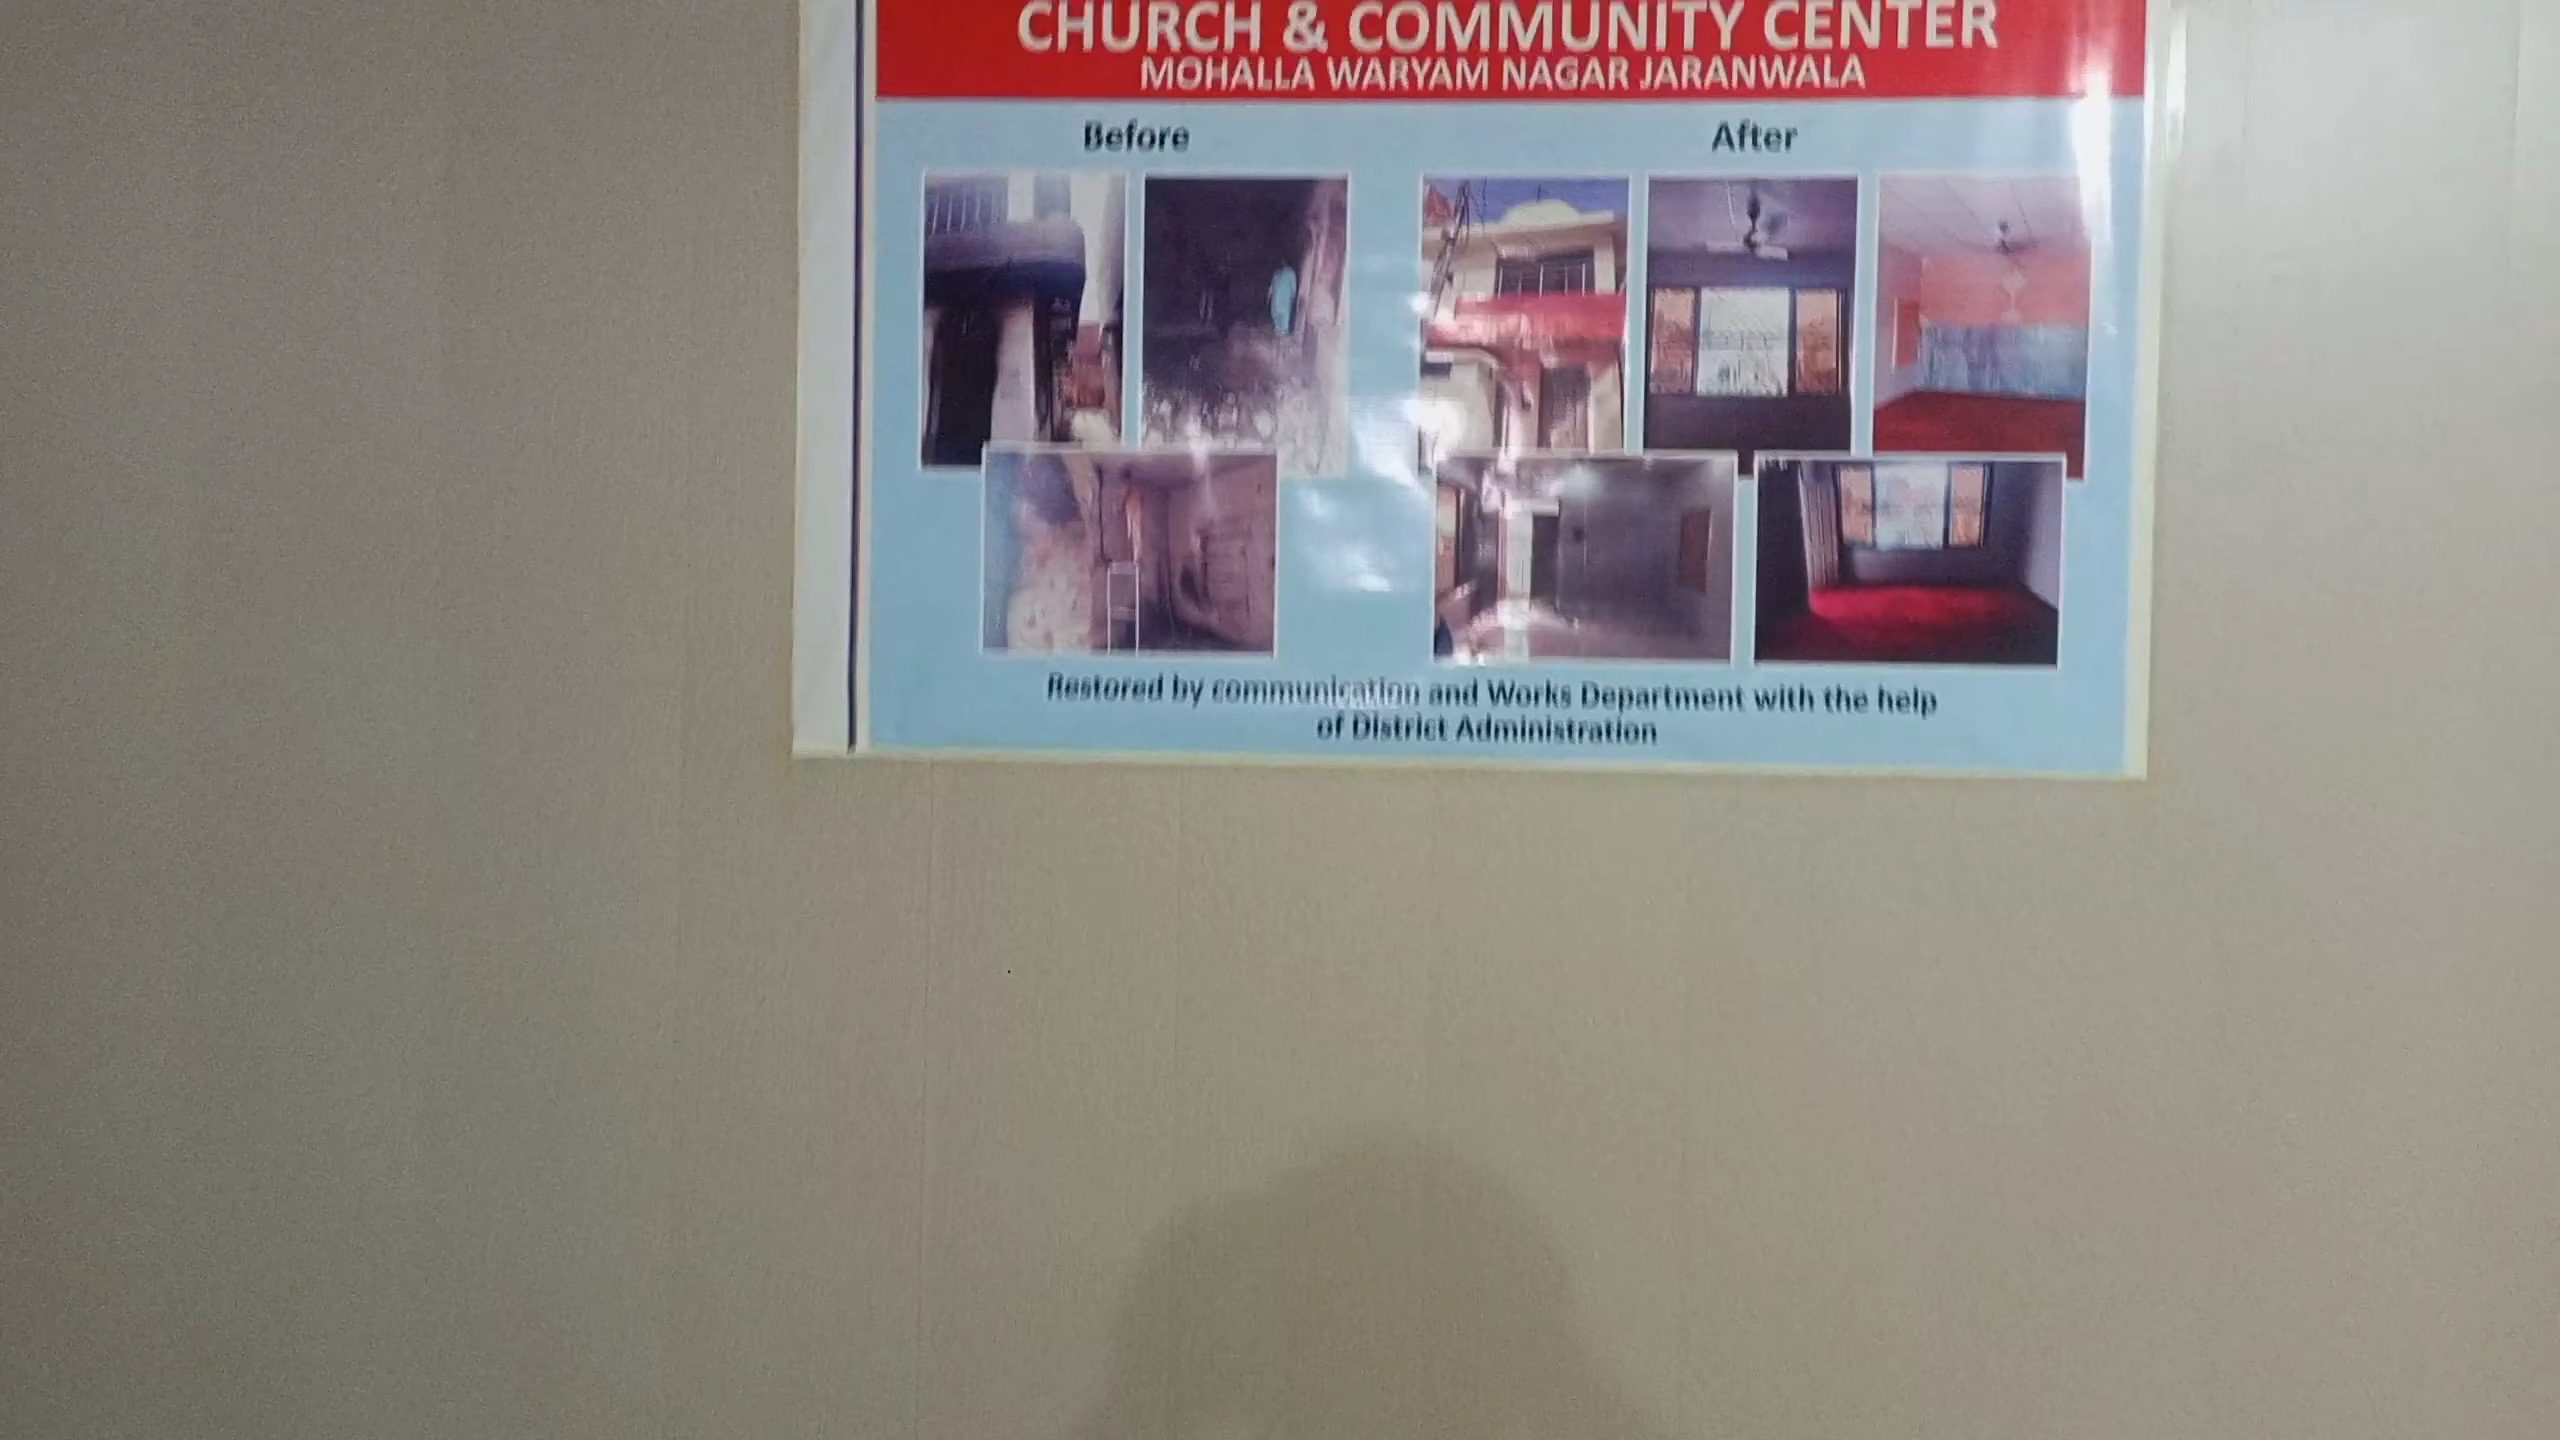 CHURCH & COMMUNITY CENTER
MOHALLA WARYAM NAGAR JARANWALA
Before
After
Restored by communication and Works Department with the help
of District Administration